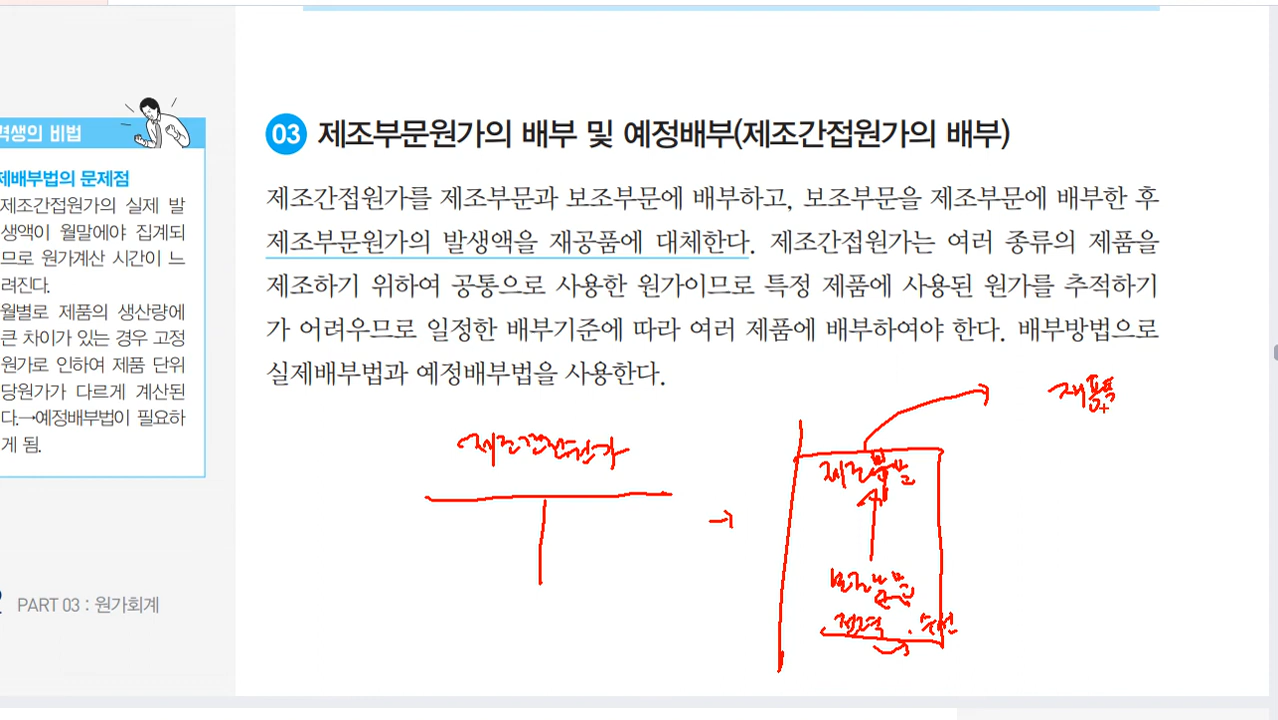 격생의 비법
제배부법의 문제점
제조간접원가의 실제 발
생액이 월말에야 집계되
므로 원가계산 시간이 느
려진다.
월별로 제품의 생산량에
큰 차이가 있는 경우 고정
원가로 인하여 제품 단위
당원가가 다르게 계산된
다.→예정배부법이 필요하
게 됨.
03 제조부문원가의 배부 및 예정배부(제조간접원가의 배부)
제조간접원가를 제조부문과 보조부문에 배부하고, 보조부문을 제조부문에 배부한 후
제조부문원가의 발생액을 재공품에 대체한다. 제조간접원가는 여러 종류의 제품을
제조하기 위하여 공통으로 사용한 원가이므로 특정 제품에 사용된 원가를 추적하기
가 어려우므로 일정한 배부기준에 따라 여러 제품에 배부하여야 한다. 배부방법으로
실제배부법과 예정배부법을 사용한다.
제조간접원가
→
제조부문
보조부문
전력 · 수선
PART 03 : 원가회계